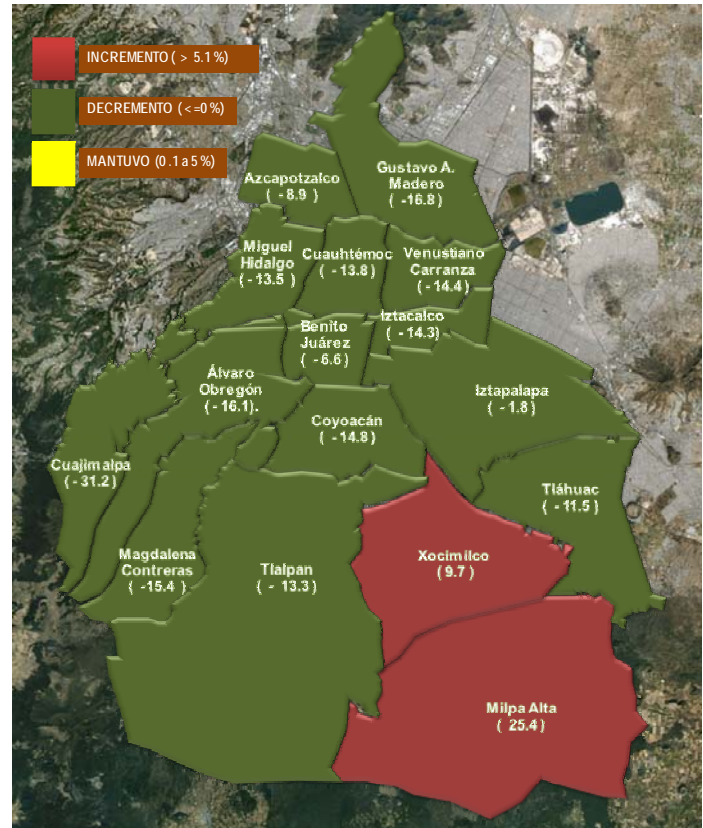 INCREMENTO ( > 5.1%)
DECREMENTO (<=0%)
MANTUVO (0.1 a 5%)
Azcapotzalco
( - 8.9 )
Gustavo A.
Madero
( -16.8)
Miguel
Hidalgo
( - 13.5 )
Cuauhtémoc
( - 13.8)
Venustiano
Carranza
( - 14.4)
Iztacalco
( - 14.3)
Benito
Juárez
( - 6.6)
Álvaro
Obregón
( - 16.1).
Iztapalapa
( - 1.8)
Coyoacán
( - 14.8)
Cuajimalpa
( - 31.2)
Tláhuac
( - 11.5 )
Magdalena
Contreras
( -15.4 )
Tlalpan
( - 13.3)
Xocimilco
( 9.7)
Milpa Alta
( 25.4)